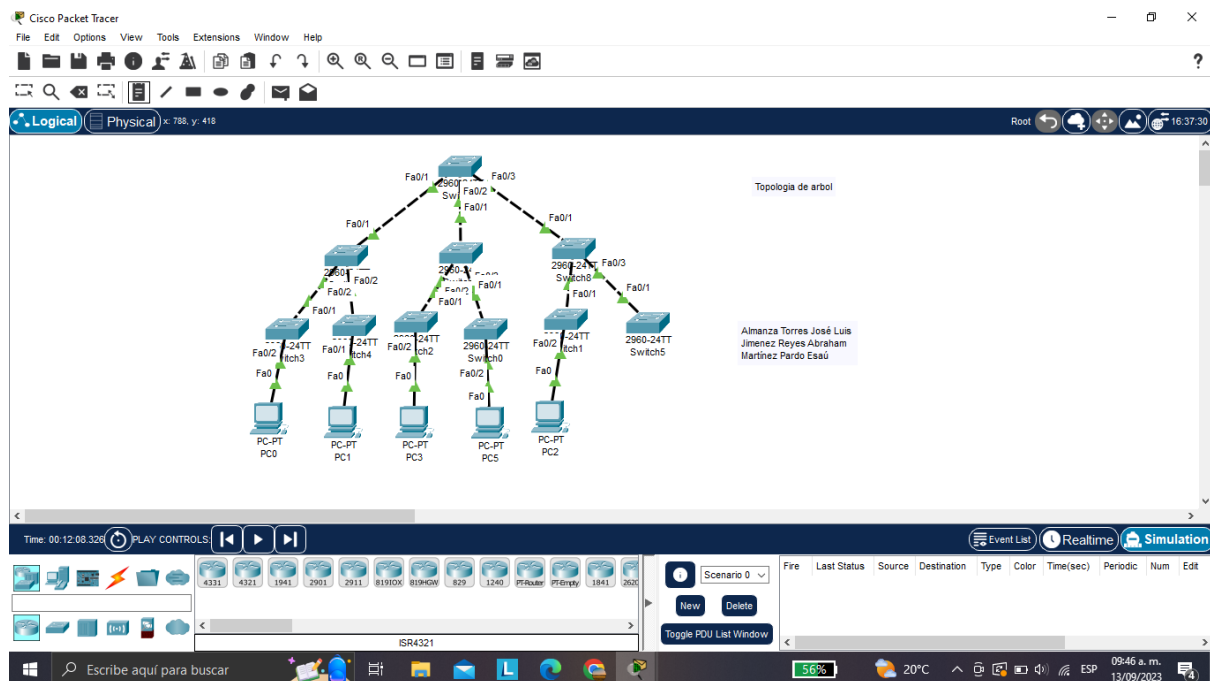 Cisco Packet Tracer
File Edit Options View Tools Extensions Window Help
Logical Physical x: 788, y: 418 Root 16:37:30
Fa0/1 Fa0/3
Fa0/2
Fa0/1
Fa0/1 Fa0/1
Topologia de arbol
2960-24TT Fa0/3
Switch8
Fa0/2
Fa0/2 Fa0/1 Fa0/1 Fa0/1
Fa0/1 Fa0/1
Almanza Torres José Luis
Jimenez Reyes Abraham
Martínez Pardo Esaú
Fa0/2 Fa0/1 Fa0/2 2960-24TT Fa0/2 2960-24TT
Switch0 Switch5
Fa0 Fa0 Fa0 Fa0/2 Fa0
Fa0
PC-PT PC-PT PC-PT PC-PT PC-PT
PC0 PC1 PC3 PC5 PC2
Time: 00:12:08.326 PLAY CONTROLS: Event List Realtime Simulation
4331 4321 1941 2901 2911 819IOX 819HGW 829 1240 PT-Router PT-Empty 1841
ISR4321
Scenario 0
New Delete
Toggle PDU List Window
Fire Last Status Source Destination Type Color Time(sec) Periodic Num Edit
Escribe aquí para buscar 56% 20°C ESP 09:46 a. m.
13/09/2023